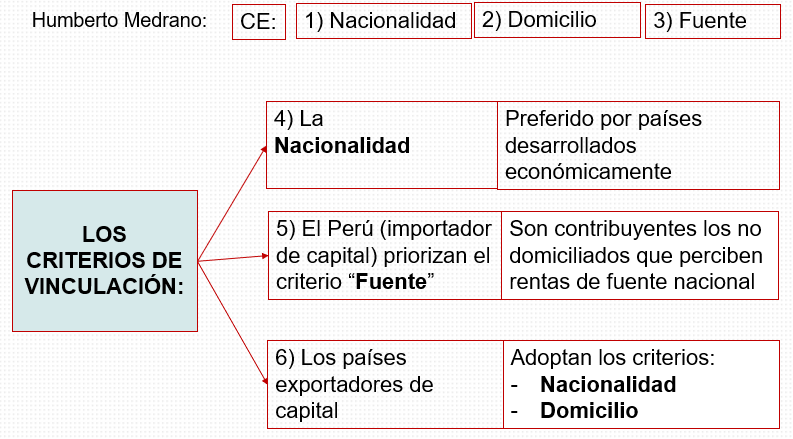 Humberto Medrano:
CE:
1) Nacionalidad
2) Domicilio
3) Fuente
LOS
CRITERIOS DE
VINCULACIÓN:
4) La
Nacionalidad
Preferido por países
desarrollados
económicamente
5) El Perú (importador
de capital) priorizan el
criterio “Fuente”
Son contribuyentes los no
domiciliados que perciben
rentas de fuente nacional
6) Los países
exportadores de
capital
Adoptan los criterios:
- Nacionalidad
- Domicilio